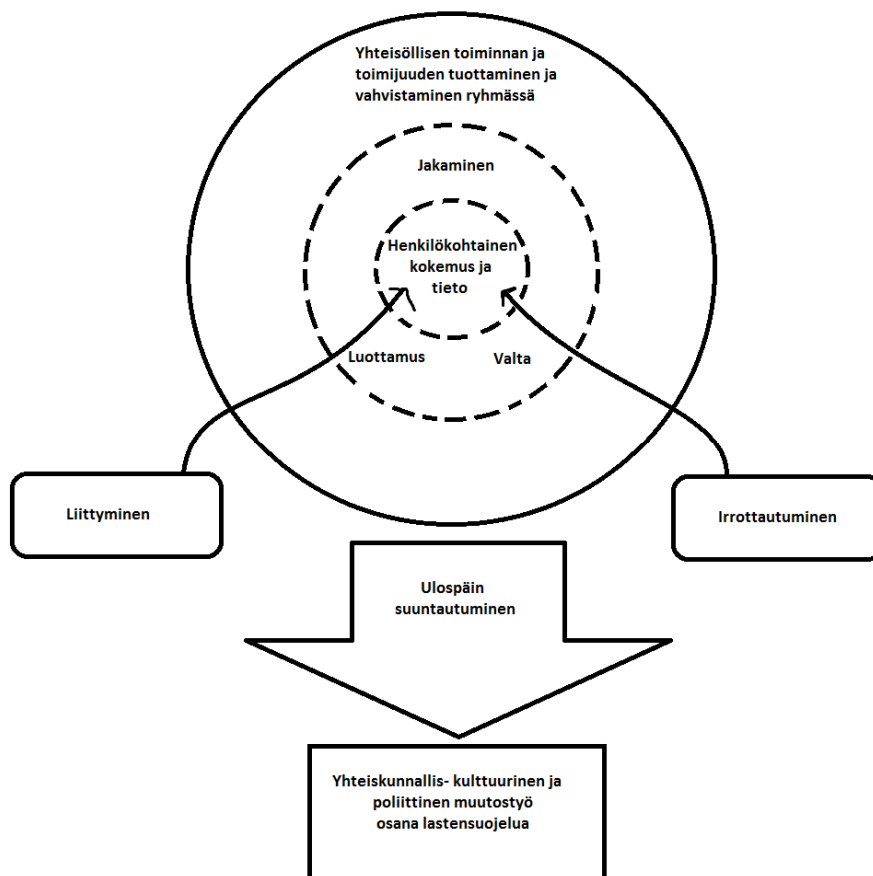 Yhteisöllisen toiminnan ja
toimijuuden tuottaminen ja
vahvistaminen ryhmässä
Jakaminen
Henkilökohtainen
kokemus ja
tieto
Luottamus
Valta
Liittyminen
Irrottautuminen
Ulospäin
suuntautuminen
Yhteiskunnallis- kulttuurinen ja
poliittinen muutostyö
osana lastensuojelua